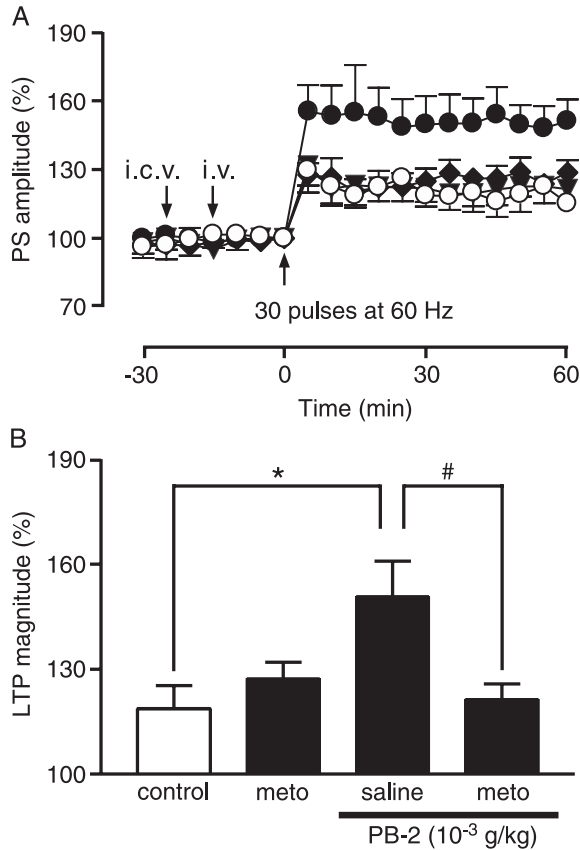 A
190
160
130
100
70
PS amplitude (%)
i.c.v. i.v.
30 pulses at 60 Hz
-30 0 30 60
Time (min)
B
190
160
130
100
LTP magnitude (%)
* #
control meto saline meto
PB-2 (10⁻³ g/kg)